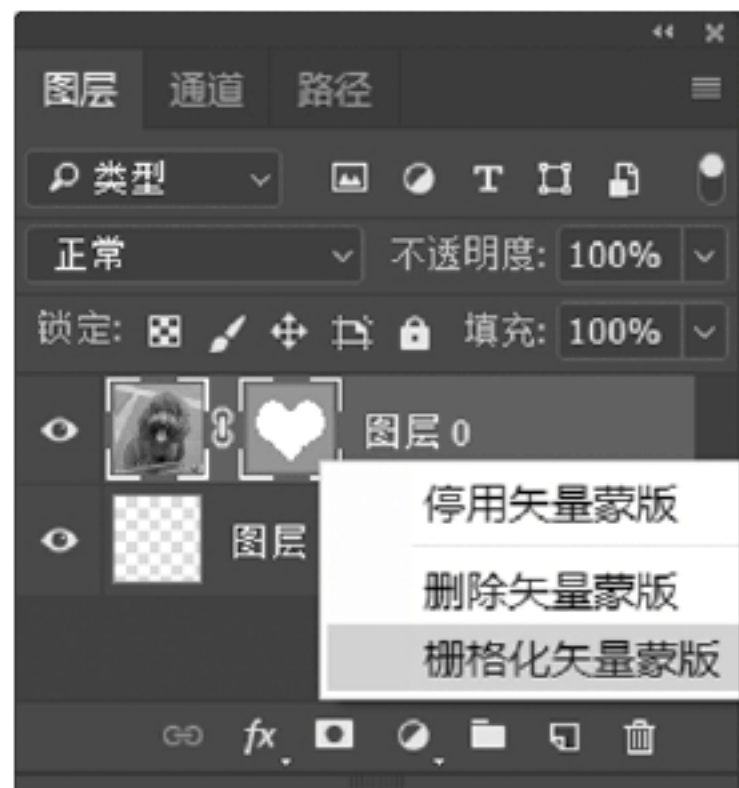 图层 通道 路径
类型
正常 不透明度: 100%
锁定: 填充: 100%
图层 0
停用矢量蒙版
图层
删除矢量蒙版
栅格化矢量蒙版
fx